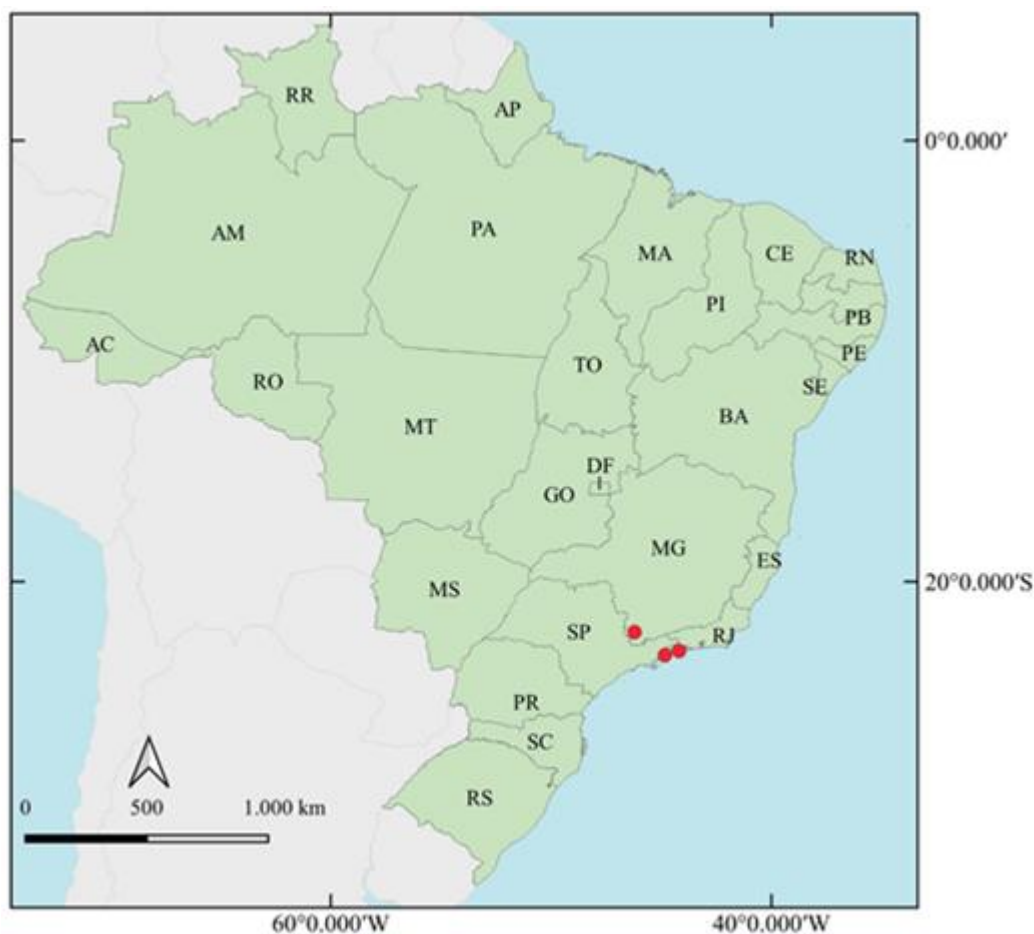 RR
AP
0°0.000′
AM
PA
MA
CE
RN
PI
PB
AC
PE
TO
RO
SE
BA
MT
DF
GO
MG
ES
20°0.000′S
MS
SP
RJ
PR
SC
RS
0 500 1.000 km
60°0.000′W 40°0.000′W